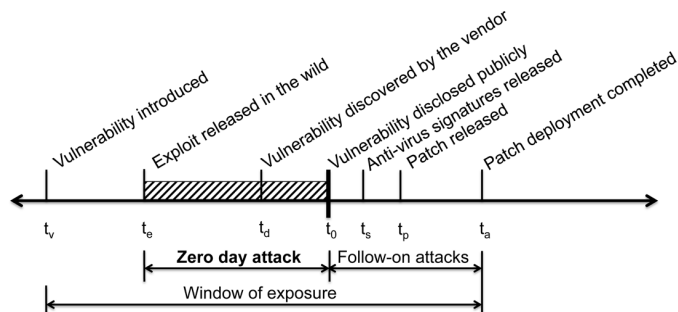 Vulnerability introduced
Exploit released in the wild
Vulnerability discovered by the vendor
Vulnerability disclosed publicly
Anti-virus signatures released
Patch released
Patch deployment completed
tv te td t0 ts tp ta
Zero day attack Follow-on attacks
Window of exposure